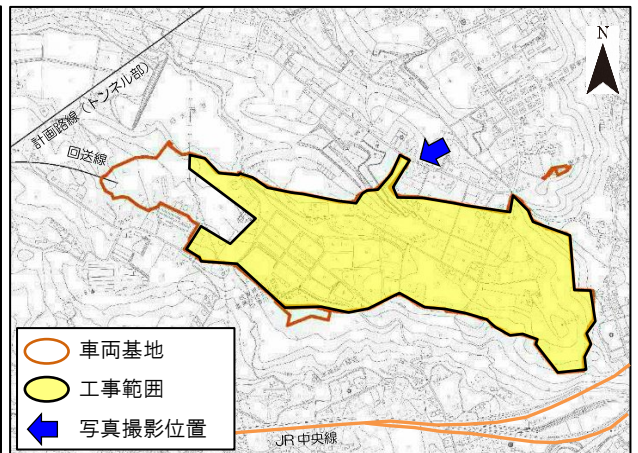 N
計画路線（トンネル部）
回送線
車両基地
工事範囲
写真撮影位置
JR中央線